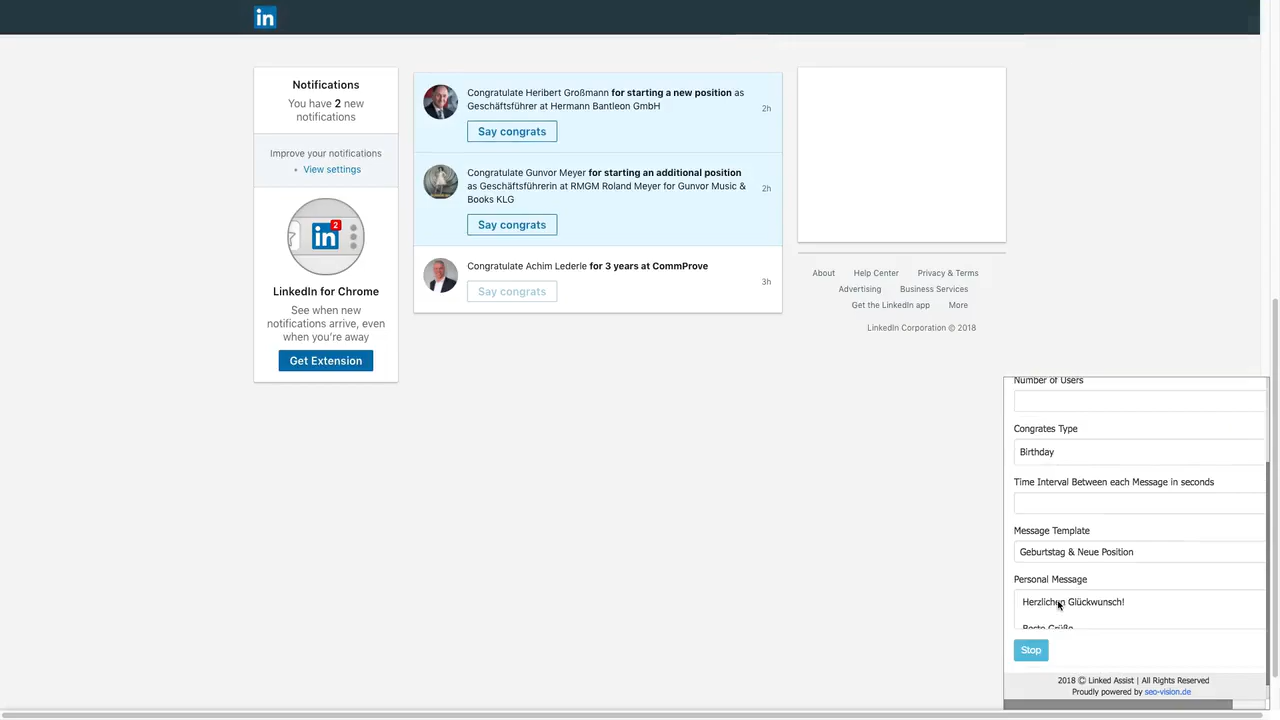 in
Notifications
You have 2 new
notifications
Improve your notifications
• View settings
in
2
LinkedIn for Chrome
See when new
notifications arrive, even
when you're away
Get Extension
Congratulate Heribert Großmann for starting a new position as
Geschäftsführer at Hermann Bantleon GmbH
2h
Say congrats
Congratulate Gunvor Meyer for starting an additional position
as Geschäftsführerin at RMGM Roland Meyer for Gunvor Music &
Books KLG
2h
Say congrats
Congratulate Achim Lederle for 3 years at CommProve
3h
Say congrats
About Help Center Privacy & Terms
Advertising Business Services
Get the LinkedIn app More
LinkedIn Corporation © 2018
Number of Users
Congrates Type
Birthday
Time Interval Between each Message in seconds
Message Template
Geburtstag & Neue Position
Personal Message
Herzlichen Glückwunsch!
Beste Grüße
Stop
2018 © Linked Assist | All Rights Reserved
Proudly powered by seo-vision.de